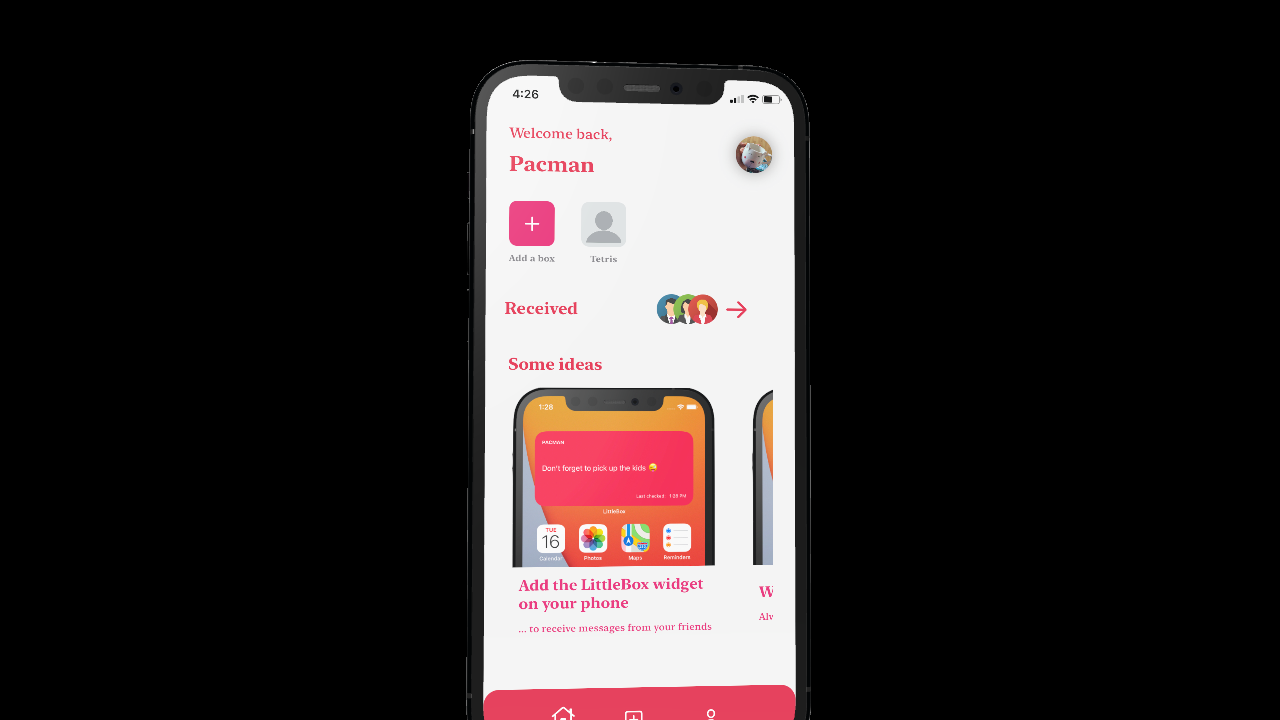 4:26
Welcome back,
Pacman
Add a box
Tetris
Received
Some ideas
1:28
PACMAN
Don't forget to pick up the kids 😜
Last checked: 1:28 PM
LittleBox
TUE
16
Calendar
Photos
Maps
Reminders
Add the LittleBox widget
on your phone
... to receive messages from your friends
W
Alw